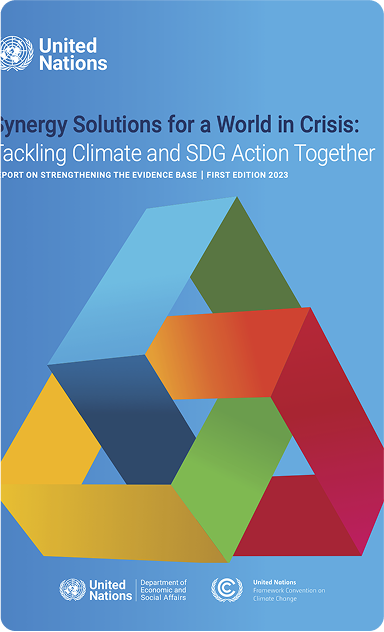 United
Nations
Synergy Solutions for a World in Crisis:
Tackling Climate and SDG Action Together
EPORT ON STRENGTHENING THE EVIDENCE BASE | FIRST EDITION 2023
United
Nations
Department of
Economic and
Social Affairs
United Nations
Framework Convention on
Climate Change